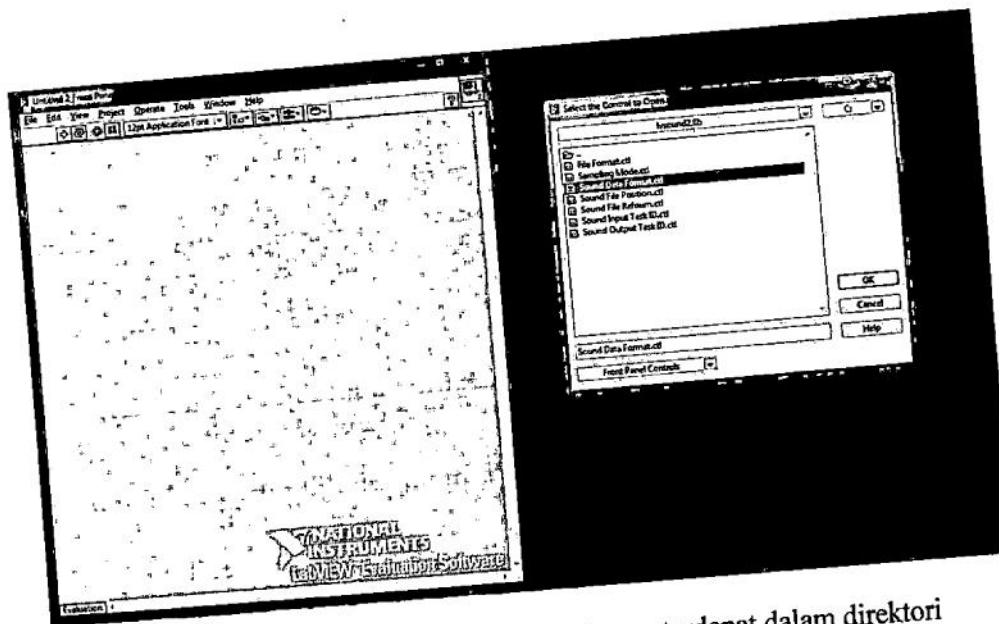 Untitled 2 Front Panel
File Edit View Project Operate Tools Window Help
12pt Application Font
NATIONAL
INSTRUMENTS
LabVIEW Evaluation Software
Evaluation
Select the Control to Open
lvsound2.llb
File Format.ctl
Sampling Mode.ctl
Sound Data Format.ctl
Sound File Position.ctl
Sound File Refnum.ctl
Sound Input Task ID.ctl
Sound Output Task ID.ctl
OK
Cancel
Help
Sound Data Format.ctl
Front Panel Controls
terdapat dalam direktori